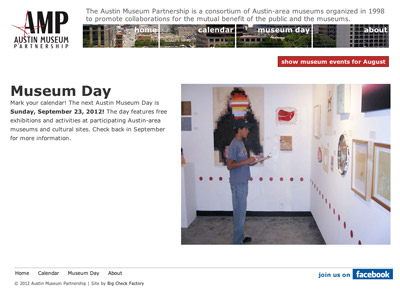 AMP
AUSTIN MUSEUM
PARTNERSHIP
The Austin Museum Partnership is a consortium of Austin-area museums organized in 1998
to promote collaborations for the mutual benefit of the public and the museums.
home calendar museum day about
show museum events for August
Museum Day
Mark your calendar! The next Austin Museum Day is
Sunday, September 23, 2012! The day features free
exhibitions and activities at participating Austin-area
museums and cultural sites. Check back in September
for more information.
Home Calendar Museum Day About
join us on facebook
© 2012 Austin Museum Partnership | Site by Big Check Factory